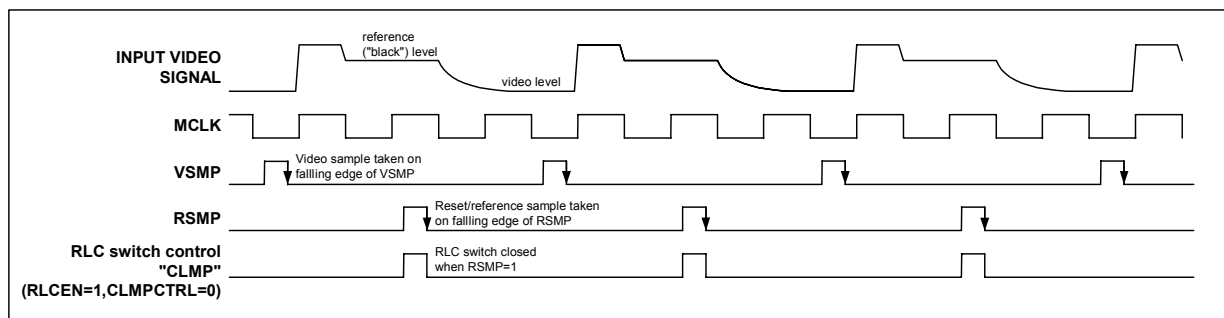 INPUT VIDEO
SIGNAL
reference
("black") level
video level
MCLK
VSMP
Video sample taken on
fallling edge of VSMP
RSMP
Reset/reference sample taken
on fallling edge of RSMP
RLC switch control
"CLMP"
(RLCEN=1,CLMPCTRL=0)
RLC switch closed
when RSMP=1